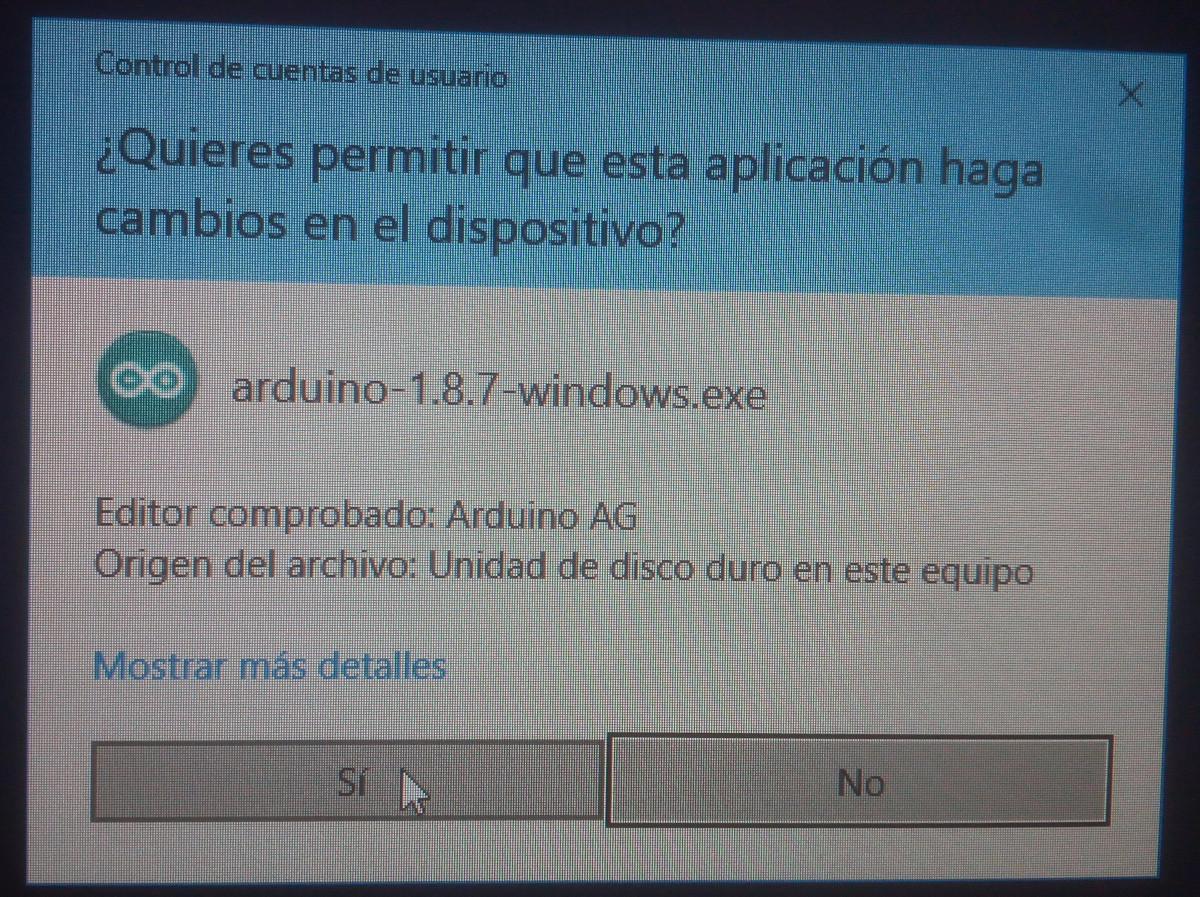 Control de cuentas de usuario
¿Quieres permitir que esta aplicación haga
cambios en el dispositivo?
arduino-1.8.7-windows.exe
Editor comprobado: Arduino AG
Origen del archivo: Unidad de disco duro en este equipo
Mostrar más detalles
Sí
No